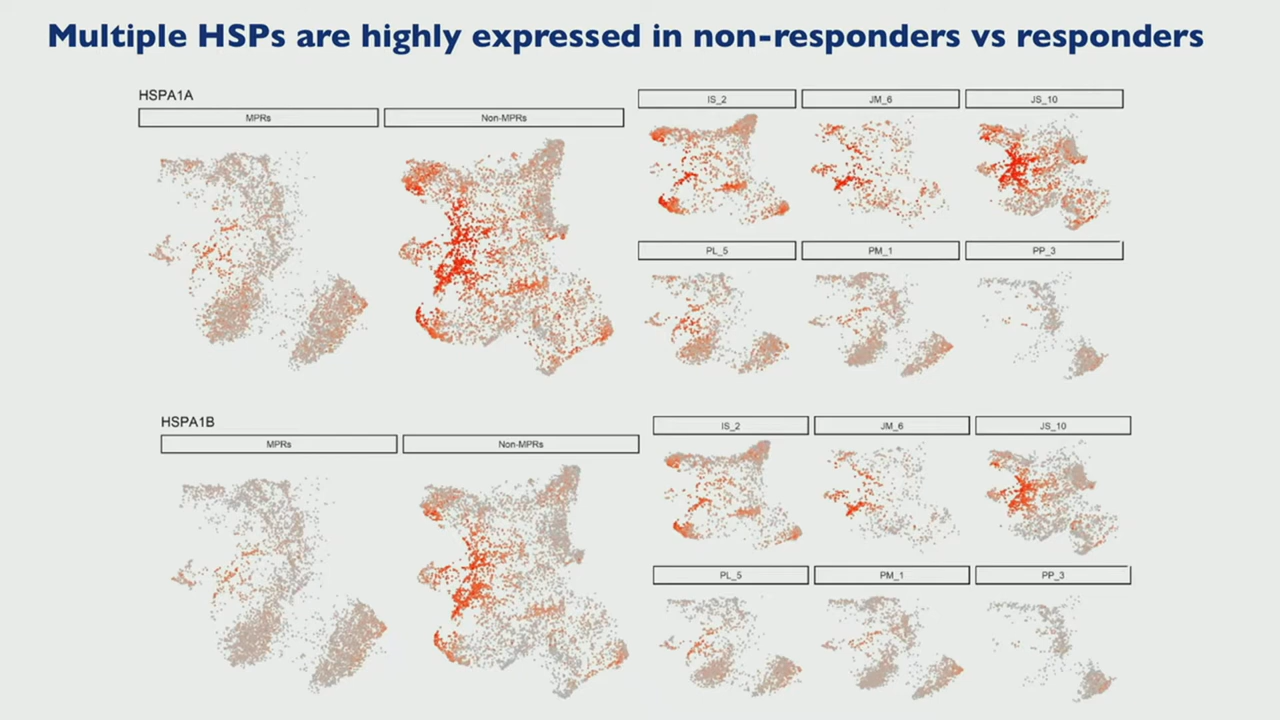 Multiple HSPs are highly expressed in non-responders vs responders
HSPA1A
MPRs
Non-MPRs
IS_2
JM_6
JS_10
PL_5
PM_1
PP_3
HSPA1B
MPRs
Non-MPRs
IS_2
JM_6
JS_10
PL_5
PM_1
PP_3